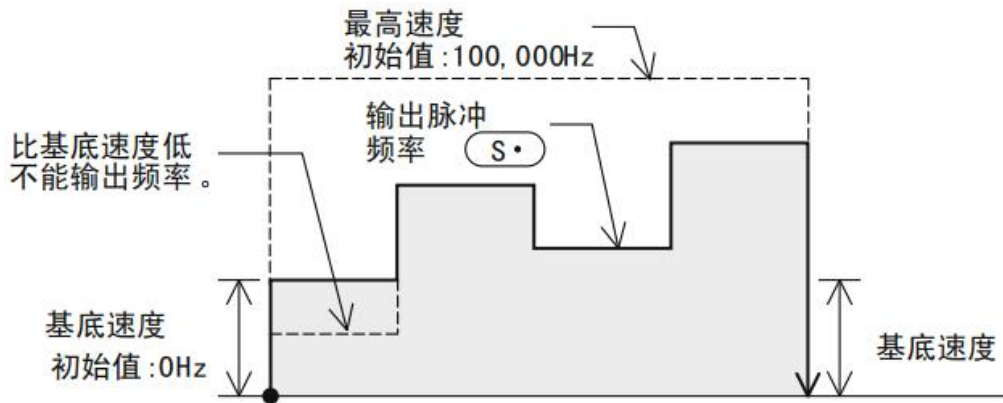 最高速度
初始值:100,000Hz
输出脉冲
频率 S·
比基底速度低
不能输出频率。
基底速度
初始值:0Hz
基底速度